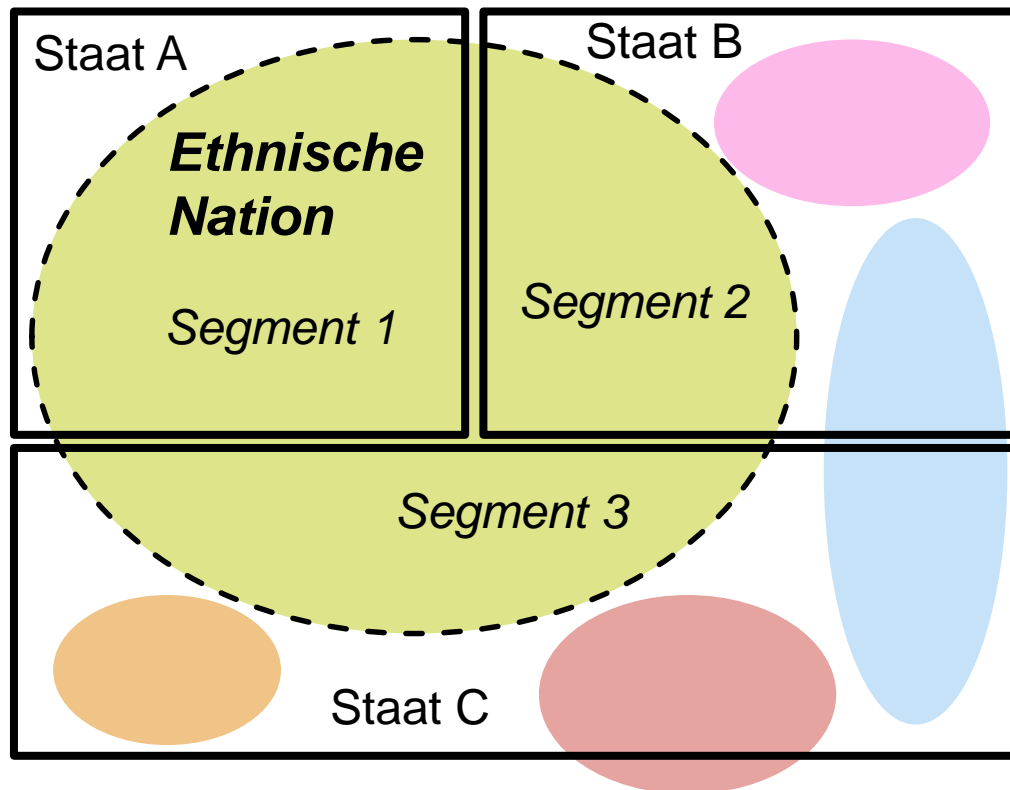 Staat A
Staat B
Ethnische
Nation
Segment 1
Segment 2
Segment 3
Staat C